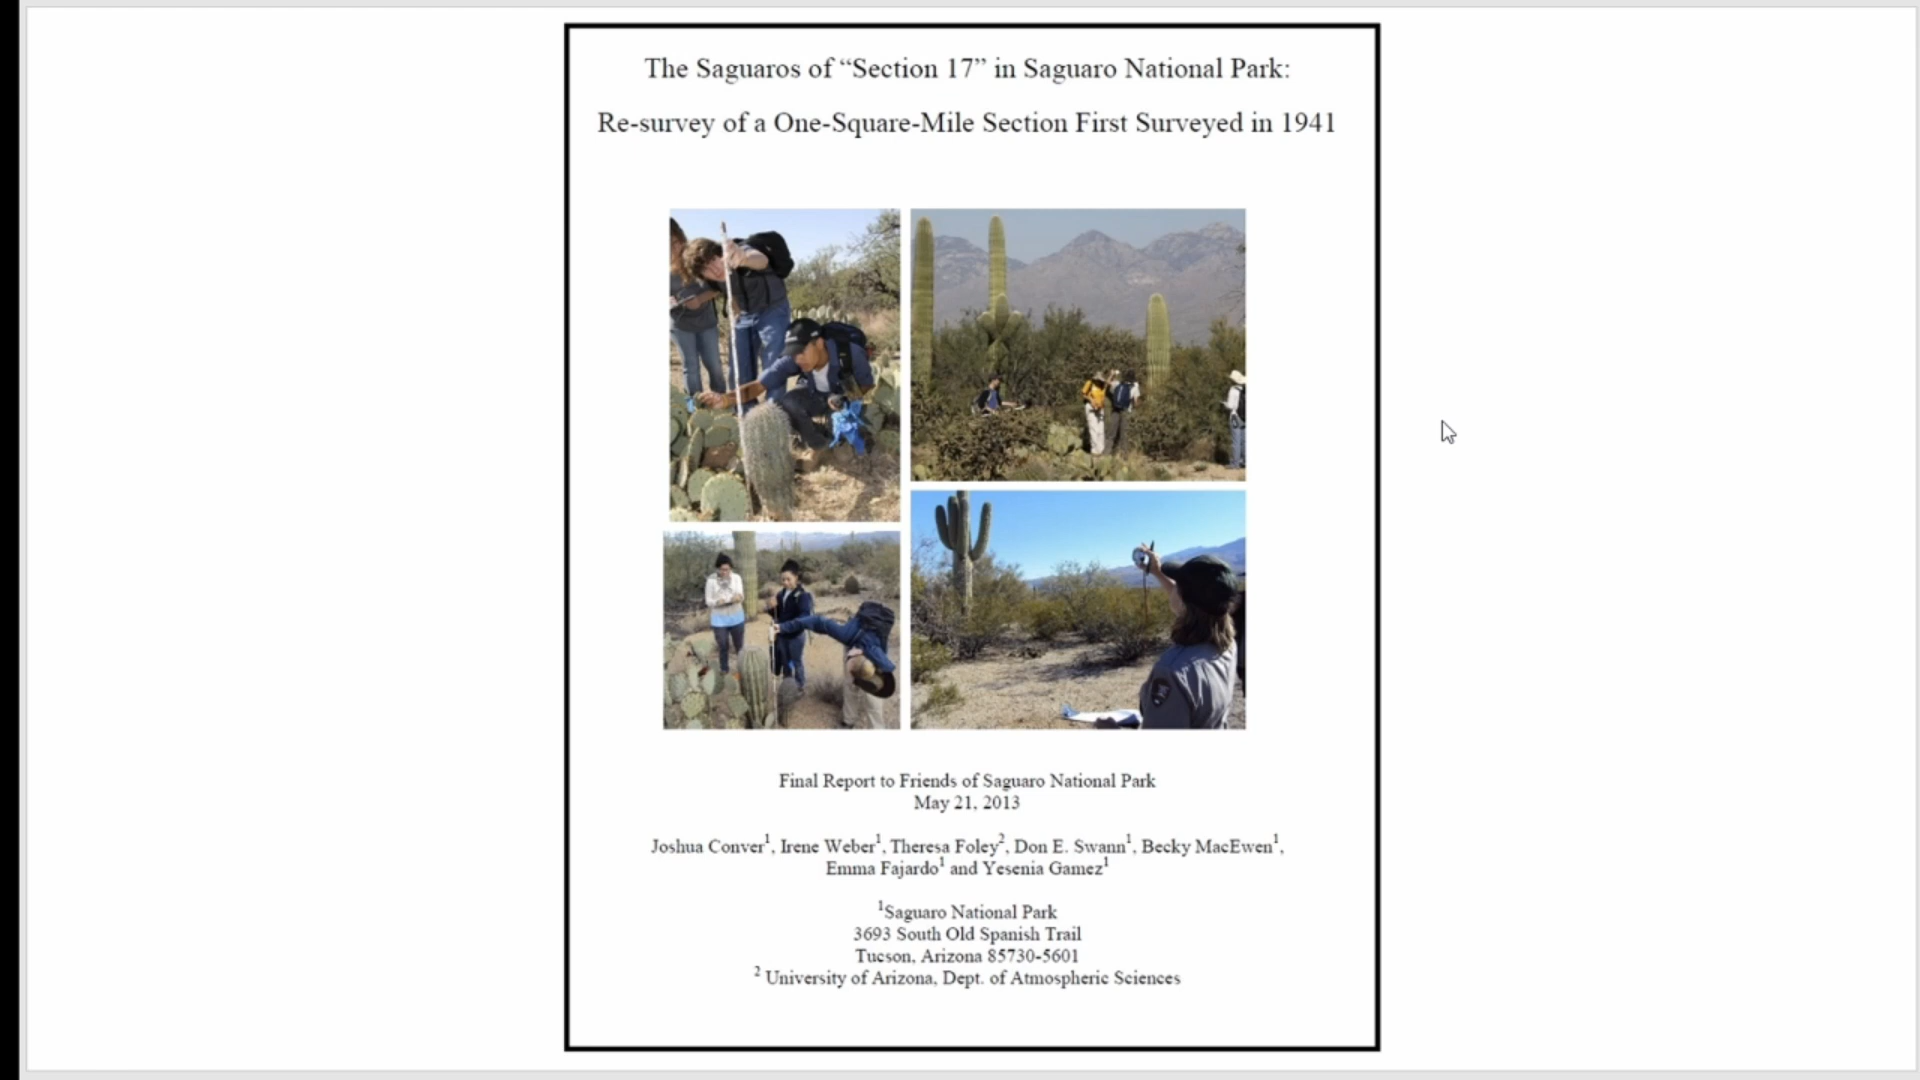 The Saguaros of “Section 17” in Saguaro National Park:
Re-survey of a One-Square-Mile Section First Surveyed in 1941
Final Report to Friends of Saguaro National Park
May 21, 2013
Joshua Conver¹, Irene Weber¹, Theresa Foley², Don E. Swann¹, Becky MacEwen¹,
Emma Fajardo¹ and Yesenia Gamez¹
¹Saguaro National Park
3693 South Old Spanish Trail
Tucson, Arizona 85730-5601
² University of Arizona, Dept. of Atmospheric Sciences